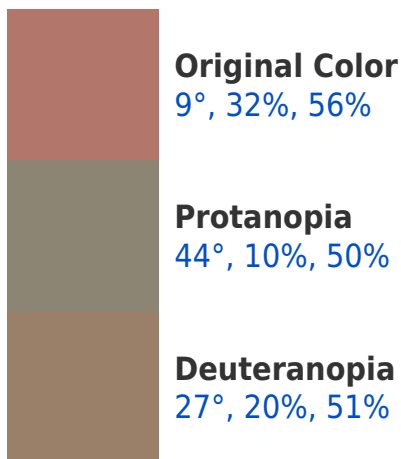 Original Color
9°, 32%, 56%
Protanopia
44°, 10%, 50%
Deuteranopia
27°, 20%, 51%